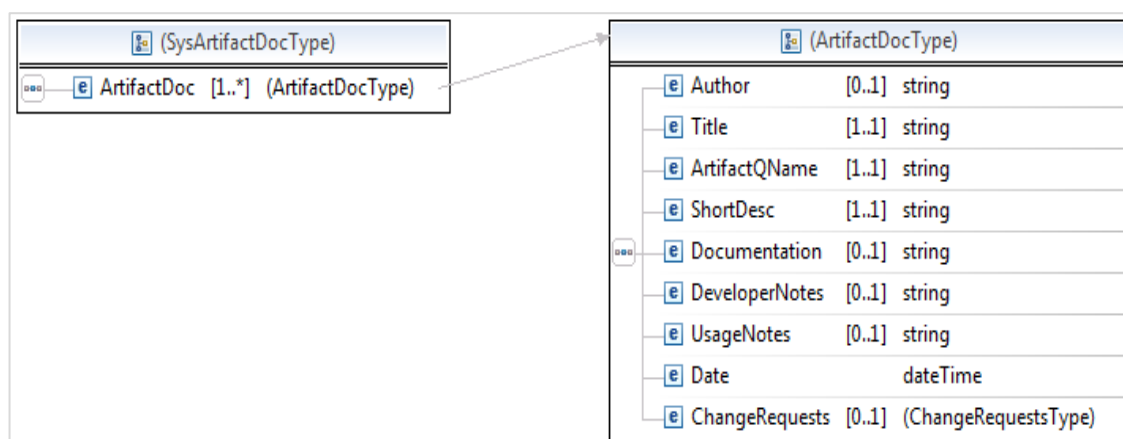 (SysArtifactDocType)
e ArtifactDoc [1..*] (ArtifactDocType)
(ArtifactDocType)
e Author [0..1] string
e Title [1..1] string
e ArtifactQName [1..1] string
e ShortDesc [1..1] string
e Documentation [0..1] string
e DeveloperNotes [0..1] string
e UsageNotes [0..1] string
e Date dateTime
e ChangeRequests [0..1] (ChangeRequestsType)